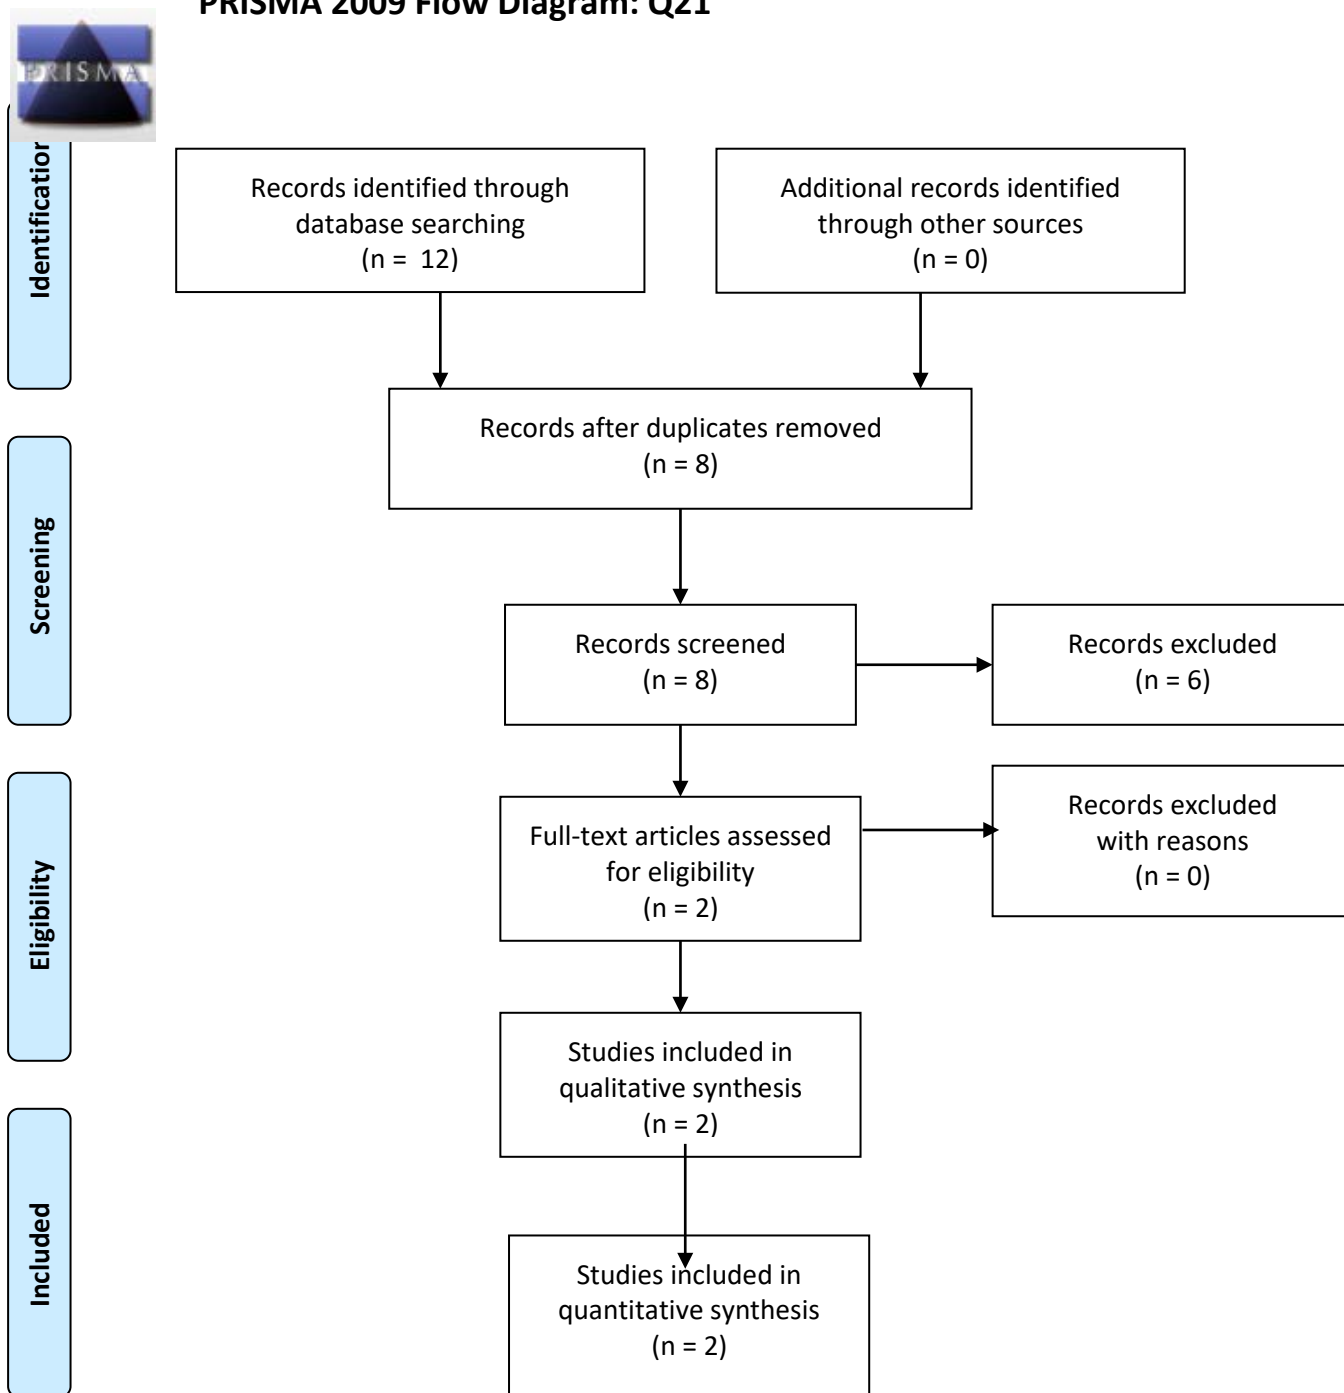 PRISMA 2009 Flow Diagram: Q21
PRISMA
Identification
Records identified through
database searching
(n = 12)
Additional records identified
through other sources
(n = 0)
Records after duplicates removed
(n = 8)
Screening
Records screened
(n = 8)
Records excluded
(n = 6)
Eligibility
Full-text articles assessed
for eligibility
(n = 2)
Records excluded
with reasons
(n = 0)
Studies included in
qualitative synthesis
(n = 2)
Included
Studies included in
quantitative synthesis
(n = 2)